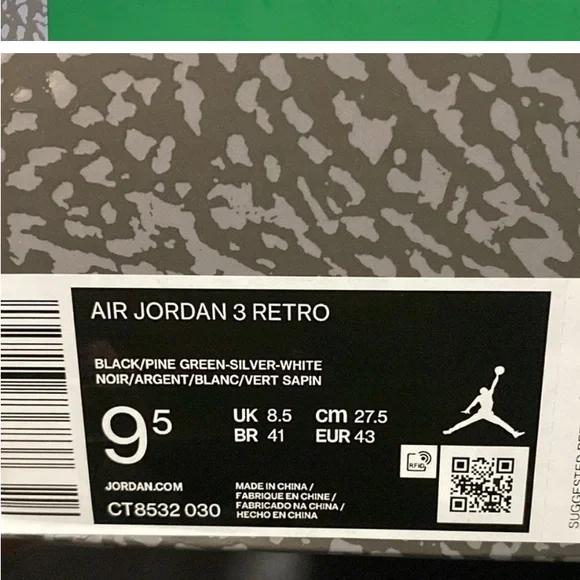 AIR JORDAN 3 RETRO
BLACK/PINE GREEN-SILVER-WHITE
NOIR/ARGENT/BLANC/VERT SAPIN
9⁵
UK 8.5 cm 27.5
BR 41 EUR 43
RFID
JORDAN.COM
CT8532 030
MADE IN CHINA /
FABRIQUE EN CHINE /
FABRICADO NA CHINA /
HECHO EN CHINA
SUGGESTED